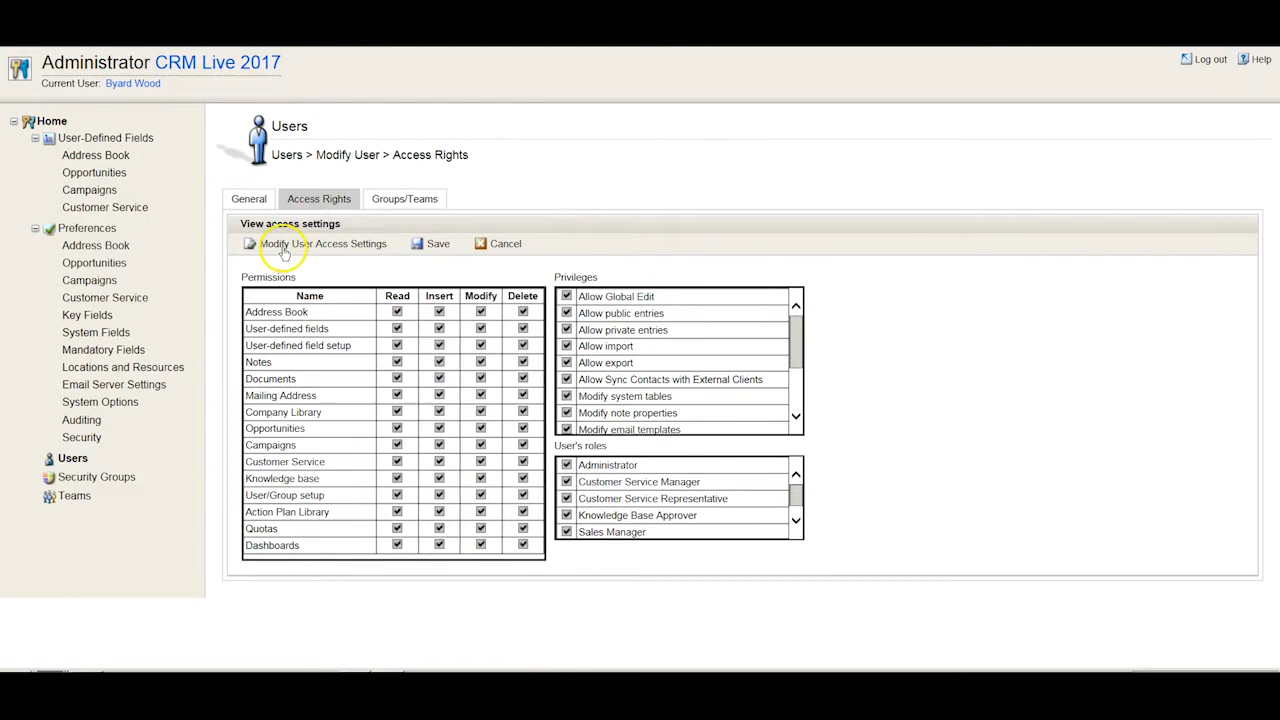 Administrator CRM Live 2017
Current User: Byard Wood
Log out Help
Home
User-Defined Fields
Address Book
Opportunities
Campaigns
Customer Service
Preferences
Address Book
Opportunities
Campaigns
Customer Service
Key Fields
System Fields
Mandatory Fields
Locations and Resources
Email Server Settings
System Options
Auditing
Security
Users
Security Groups
Teams
Users
Users > Modify User > Access Rights
General Access Rights Groups/Teams
View access settings
Modify User Access Settings Save Cancel
Permissions
Name Read Insert Modify Delete
Address Book
User-defined fields
User-defined field setup
Notes
Documents
Mailing Address
Company Library
Opportunities
Campaigns
Customer Service
Knowledge base
User/Group setup
Action Plan Library
Quotas
Dashboards
Privileges
Allow Global Edit
Allow public entries
Allow private entries
Allow import
Allow export
Allow Sync Contacts with External Clients
Modify system tables
Modify note properties
Modify email templates
User's roles
Administrator
Customer Service Manager
Customer Service Representative
Knowledge Base Approver
Sales Manager